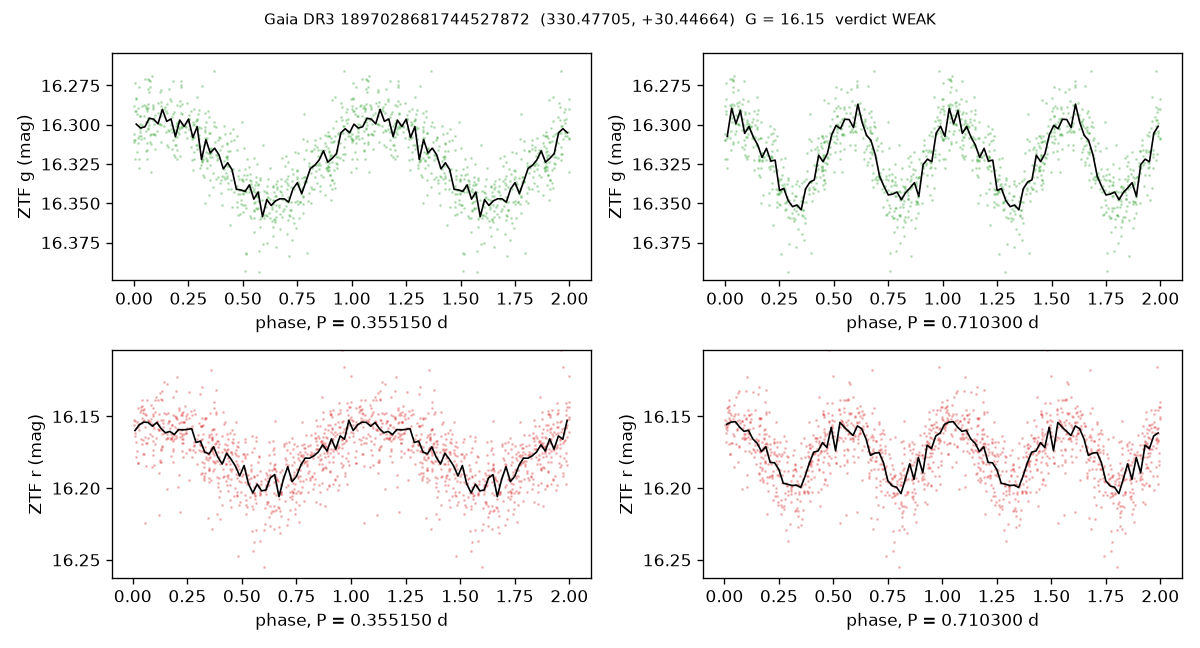 Gaia DR3 1897028681744527872 (330.47705, +30.44664) G = 16.15 verdict WEAK
ZTF g (mag)
16.275
16.300
16.325
16.350
16.375
0.00 0.25 0.50 0.75 1.00 1.25 1.50 1.75 2.00
phase, P = 0.355150 d
ZTF g (mag)
16.275
16.300
16.325
16.350
16.375
0.00 0.25 0.50 0.75 1.00 1.25 1.50 1.75 2.00
phase, P = 0.710300 d
ZTF r (mag)
16.15
16.20
16.25
0.00 0.25 0.50 0.75 1.00 1.25 1.50 1.75 2.00
phase, P = 0.355150 d
ZTF r (mag)
16.15
16.20
16.25
0.00 0.25 0.50 0.75 1.00 1.25 1.50 1.75 2.00
phase, P = 0.710300 d